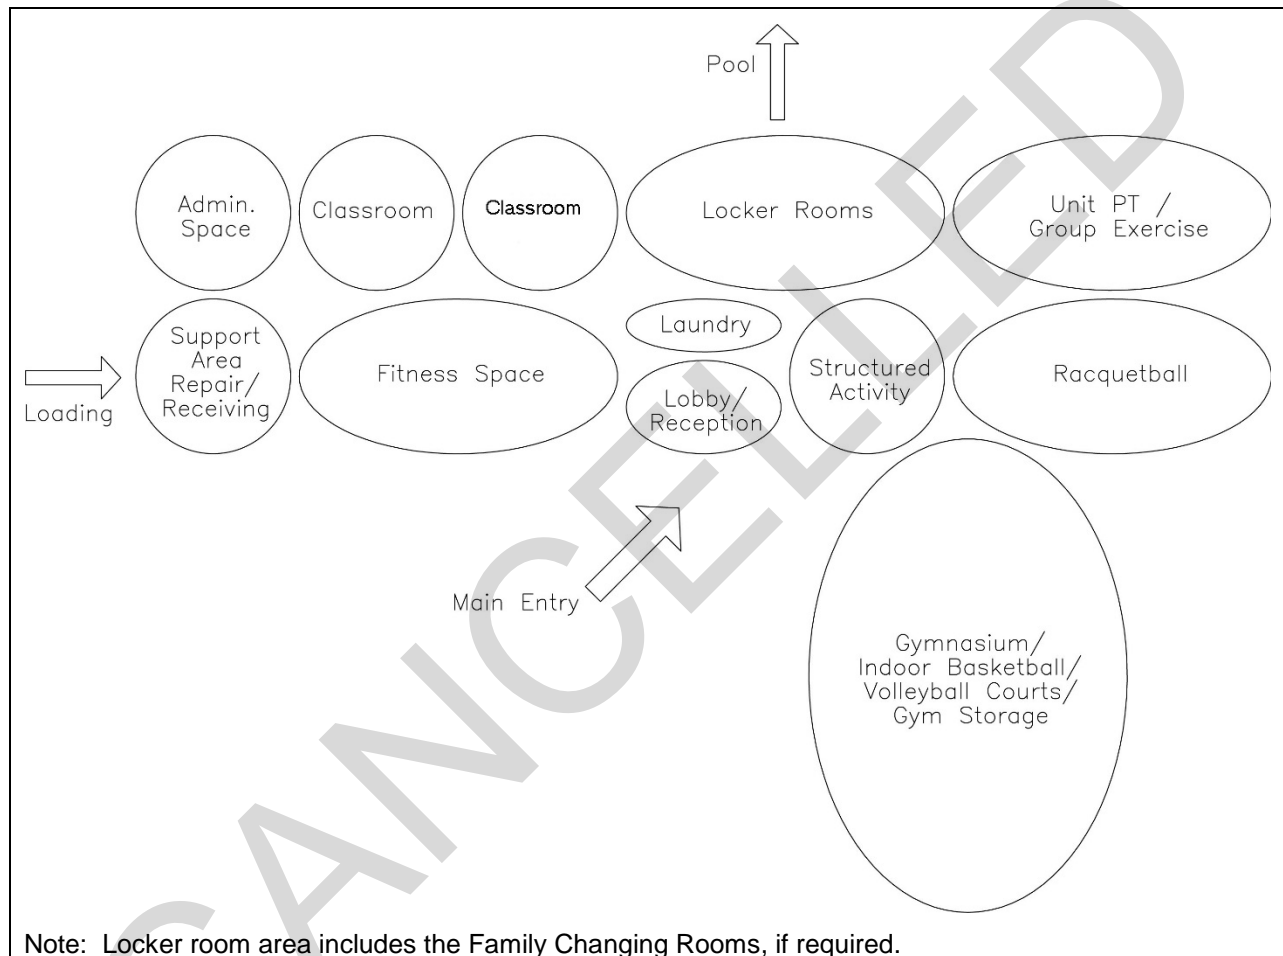 Pool
Admin.
Space
Classroom
Classroom
Locker Rooms
Unit PT /
Group Exercise
Support
Area
Repair/
Receiving
Loading
Fitness Space
Laundry
Lobby/
Reception
Structured
Activity
Racquetball
Main Entry
Gymnasium/
Indoor Basketball/
Volleyball Courts/
Gym Storage
Note: Locker room area includes the Family Changing Rooms, if required.
CANCELLED